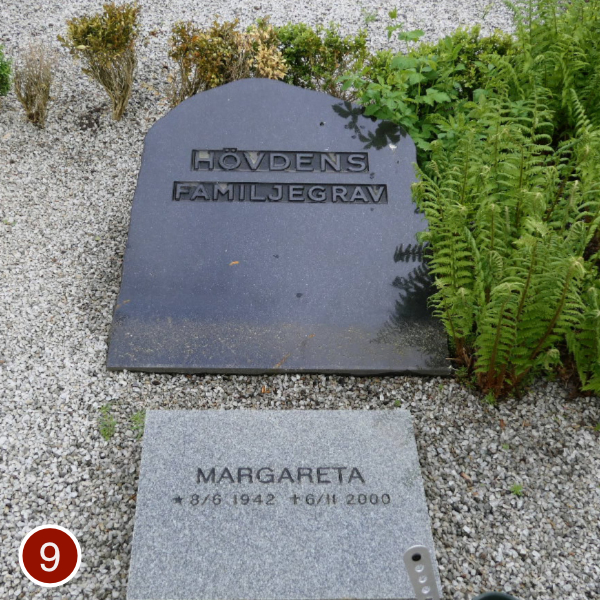 HÖVDENS
FAMILJEGRAV
MARGARETA
★ 8/6 1942 ✝ 6/11 2000
9